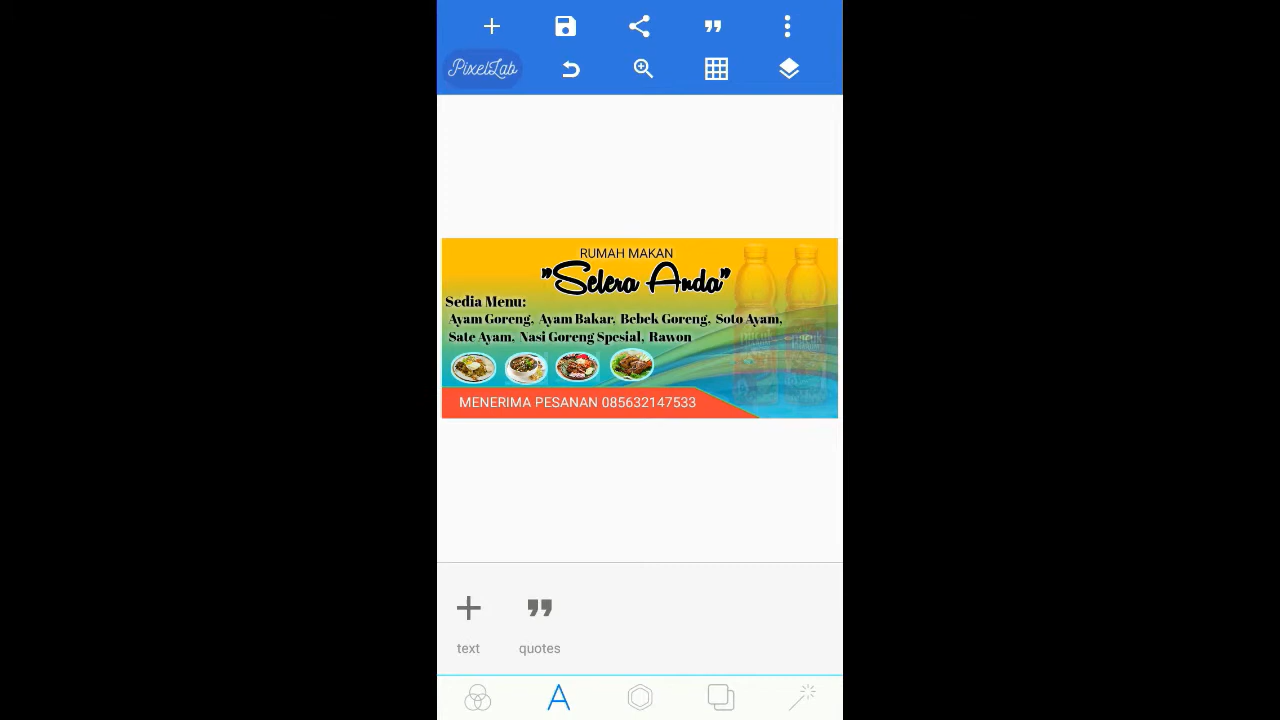 PixelLab
RUMAH MAKAN
"Selera Anda"
Sedia Menu:
Ayam Goreng, Ayam Bakar, Bebek Goreng, Soto Ayam,
Sate Ayam, Nasi Goreng Spesial, Rawon
MENERIMA PESANAN 085632147533
text
quotes